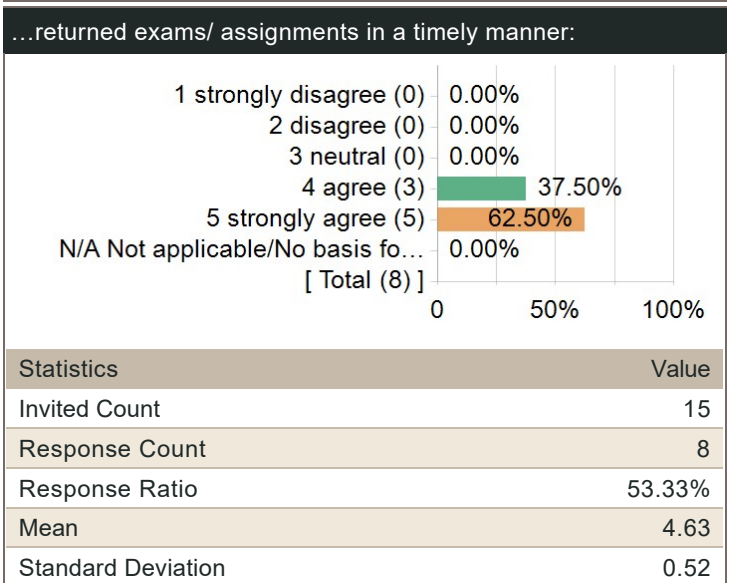 ...returned exams/ assignments in a timely manner:
1 strongly disagree (0) 0.00%
2 disagree (0) 0.00%
3 neutral (0) 0.00%
4 agree (3) 37.50%
5 strongly agree (5) 62.50%
N/A Not applicable/No basis fo... 0.00%
[ Total (8) ]
0 50% 100%
Statistics Value
Invited Count 15
Response Count 8
Response Ratio 53.33%
Mean 4.63
Standard Deviation 0.52